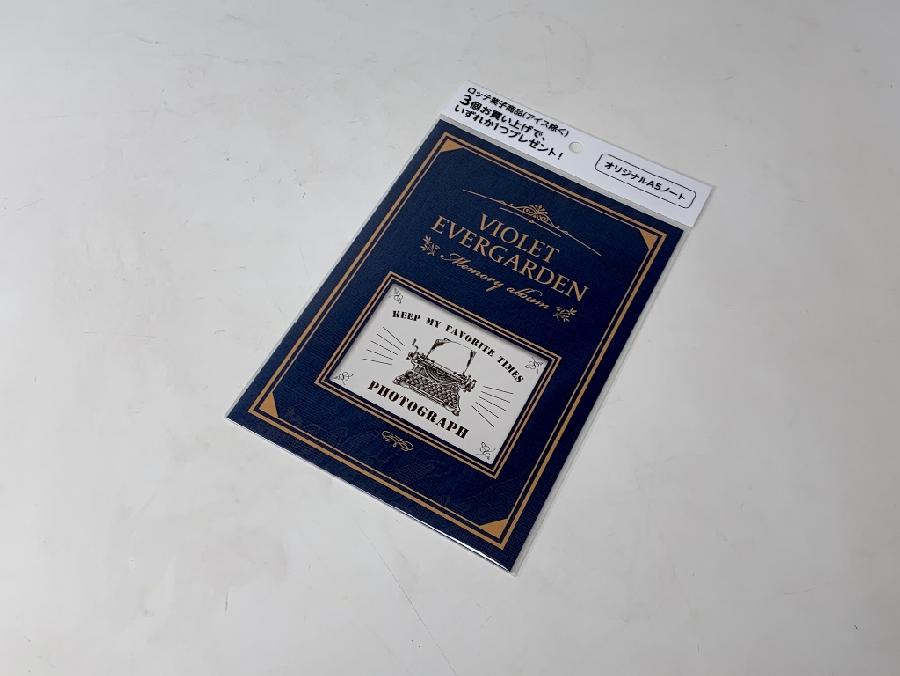 ロッテ菓子商品(アイス除く)
3個お買い上げで、
いずれか1つプレゼント!
オリジナルA5ノート
VIOLET
EVERGARDEN
Memory album
KEEP MY FAVORITE TIMES
PHOTOGRAPH